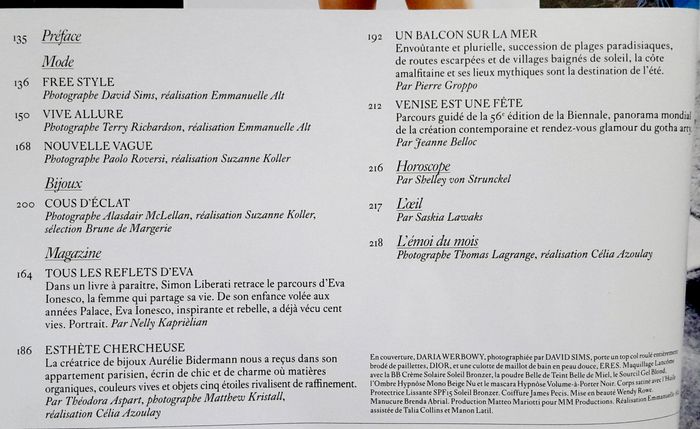 135 Préface
Mode
136 FREE STYLE
Photographe David Sims, réalisation Emmanuelle Alt
150 VIVE ALLURE
Photographe Terry Richardson, réalisation Emmanuelle Alt
168 NOUVELLE VAGUE
Photographe Paolo Roversi, réalisation Suzanne Koller
Bijoux
200 COUS D'ÉCLAT
Photographe Alasdair McLellan, réalisation Suzanne Koller,
sélection Brune de Margerie
Magazine
164 TOUS LES REFLETS D'EVA
Dans un livre à paraître, Simon Liberati retrace le parcours d'Eva
Ionesco, la femme qui partage sa vie. De son enfance volée aux
années Palace, Eva Ionesco, inspirante et rebelle, a déjà vécu cent
vies. Portrait. Par Nelly Kaprièlian
186 ESTHÈTE CHERCHEUSE
La créatrice de bijoux Aurélie Bidermann nous a reçus dans son
appartement parisien, écrin de chic et de charme où matières
organiques, couleurs vives et objets cinq étoiles rivalisent de raffinement.
Par Théodora Aspart, photographe Matthew Kristall,
réalisation Célia Azoulay
192 UN BALCON SUR LA MER
Envoûtante et plurielle, succession de plages paradisiaques,
de routes escarpées et de villages baignés de soleil, la côte
amalfitaine et ses lieux mythiques sont la destination de l'été.
Par Pierre Groppo
212 VENISE EST UNE FÊTE
Parcours guidé de la 56e édition de la Biennale, panorama mondial
de la création contemporaine et rendez-vous glamour du gotha arty.
Par Jeanne Belloc
216 Horoscope
Par Shelley von Strunckel
217 L'œil
Par Saskia Lawaks
218 L'émoi du mois
Photographe Thomas Lagrange, réalisation Célia Azoulay
En couverture, DARIA WERBOWY, photographiée par DAVID SIMS, porte un top col roulé entièrement
brodé de paillettes, DIOR, et une culotte de maillot de bain en peau douce, ERES. Maquillage Lancôme
avec la BB Crème Solaire Soleil Bronzer, la poudre Belle de Teint Belle de Miel, le Sourcil Gel Blond,
l'Ombre Hypnôse Mono Beige Nu et le mascara Hypnôse Volume-à-Porter Noir. Corps satiné avec l'Huile
Protectrice Lissante SPF15 Soleil Bronzer. Coiffure James Pecis. Mise en beauté Wendy Rowe.
Manucure Brenda Abrial. Production Matteo Mariotti pour MM Productions. Réalisation Emmanuelle
assistée de Talia Collins et Manon Latil.